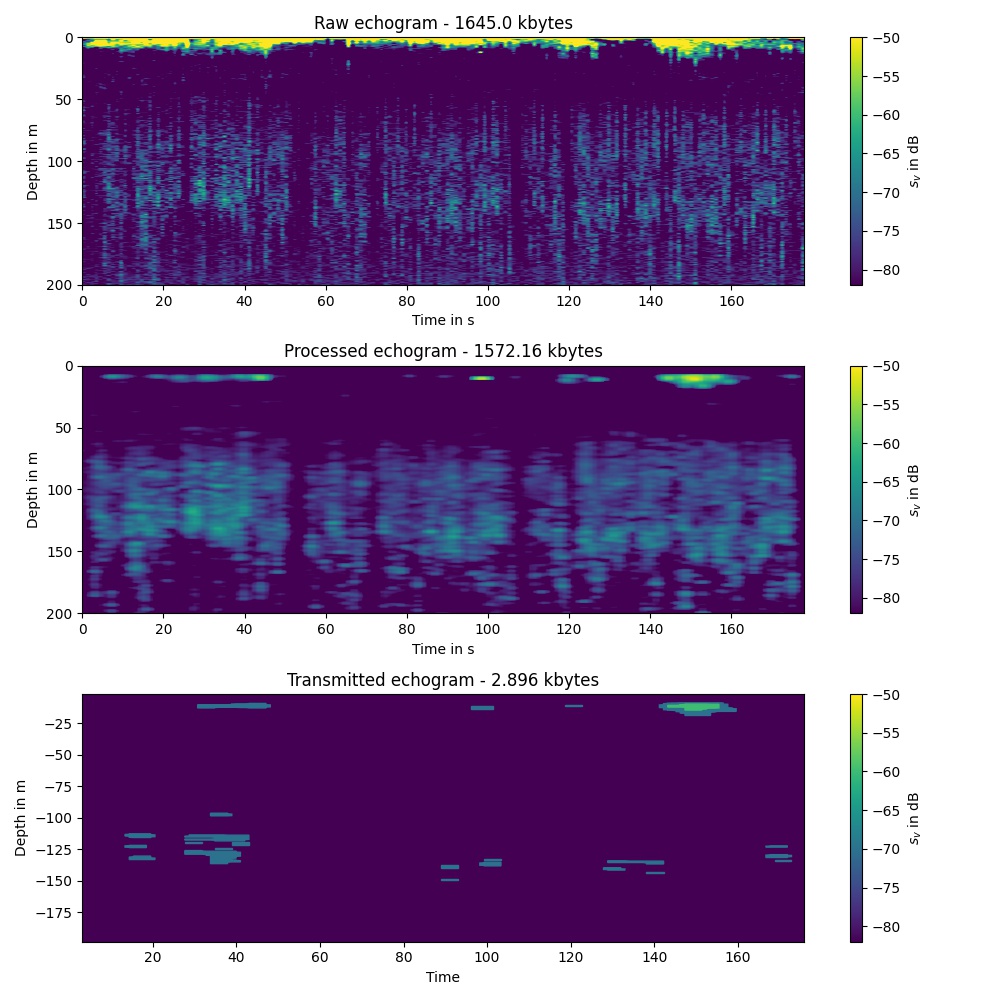 Raw echogram - 1645.0 kbytes
0
50
100
150
200
Depth in m
0 20 40 60 80 100 120 140 160
Time in s
−50
−55
−60
−65
−70
−75
−80
sv in dB
Processed echogram - 1572.16 kbytes
0
50
100
150
200
Depth in m
0 20 40 60 80 100 120 140 160
Time in s
−50
−55
−60
−65
−70
−75
−80
sv in dB
Transmitted echogram - 2.896 kbytes
−25
−50
−75
−100
−125
−150
−175
Depth in m
20 40 60 80 100 120 140 160
Time
−50
−55
−60
−65
−70
−75
−80
sv in dB